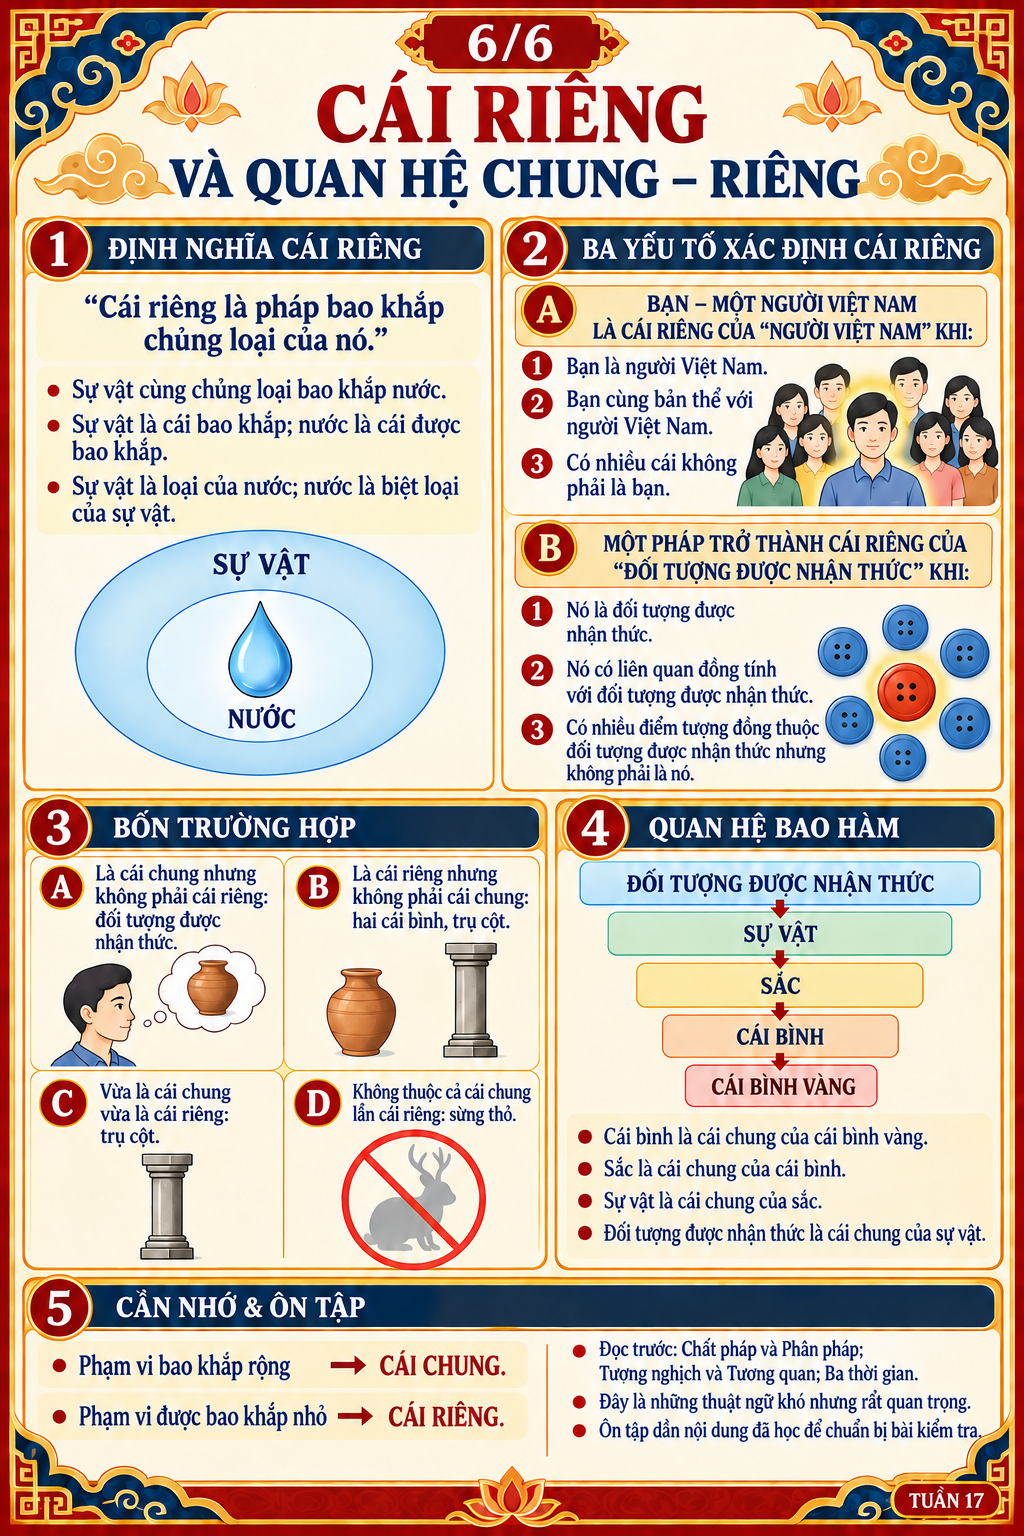 6/6
CÁI RIÊNG
VÀ QUAN HỆ CHUNG – RIÊNG
1 ĐỊNH NGHĨA CÁI RIÊNG
“Cái riêng là pháp bao khắp
chủng loại của nó.”
• Sự vật cùng chủng loại bao khắp nước.
• Sự vật là cái bao khắp; nước là cái được
bao khắp.
• Sự vật là loại của nước; nước là biệt loại
của sự vật.
SỰ VẬT
NƯỚC
2 BA YẾU TỐ XÁC ĐỊNH CÁI RIÊNG
A BẠN – MỘT NGƯỜI VIỆT NAM
LÀ CÁI RIÊNG CỦA “NGƯỜI VIỆT NAM” KHI:
1 Bạn là người Việt Nam.
2 Bạn cùng bản thể với
người Việt Nam.
3 Có nhiều cái không
phải là bạn.
B MỘT PHÁP TRỞ THÀNH CÁI RIÊNG CỦA
“ĐỐI TƯỢNG ĐƯỢC NHẬN THỨC” KHI:
1 Nó là đối tượng được
nhận thức.
2 Nó có liên quan đồng tính
với đối tượng được nhận thức.
3 Có nhiều điểm tượng đồng thuộc
đối tượng được nhận thức nhưng
không phải là nó.
3 BỐN TRƯỜNG HỢP
A Là cái chung nhưng
không phải cái riêng:
đối tượng được
nhận thức.
B Là cái riêng nhưng
không phải cái chung:
hai cái bình, trụ cột.
C Vừa là cái chung
vừa là cái riêng:
trụ cột.
D Không thuộc cả cái chung
lẫn cái riêng: sừng thỏ.
4 QUAN HỆ BAO HÀM
ĐỐI TƯỢNG ĐƯỢC NHẬN THỨC
SỰ VẬT
SẮC
CÁI BÌNH
CÁI BÌNH VÀNG
• Cái bình là cái chung của cái bình vàng.
• Sắc là cái chung của cái bình.
• Sự vật là cái chung của sắc.
• Đối tượng được nhận thức là cái chung của sự vật.
5 CẦN NHỚ & ÔN TẬP
• Phạm vi bao khắp rộng → CÁI CHUNG.
• Phạm vi được bao khắp nhỏ → CÁI RIÊNG.
• Đọc trước: Chất pháp và Phân pháp;
Tượng nghịch và Tương quan; Ba thời gian.
• Đây là những thuật ngữ khó nhưng rất quan trọng.
• Ôn tập dần nội dung đã học để chuẩn bị bài kiểm tra.
TUẦN 17